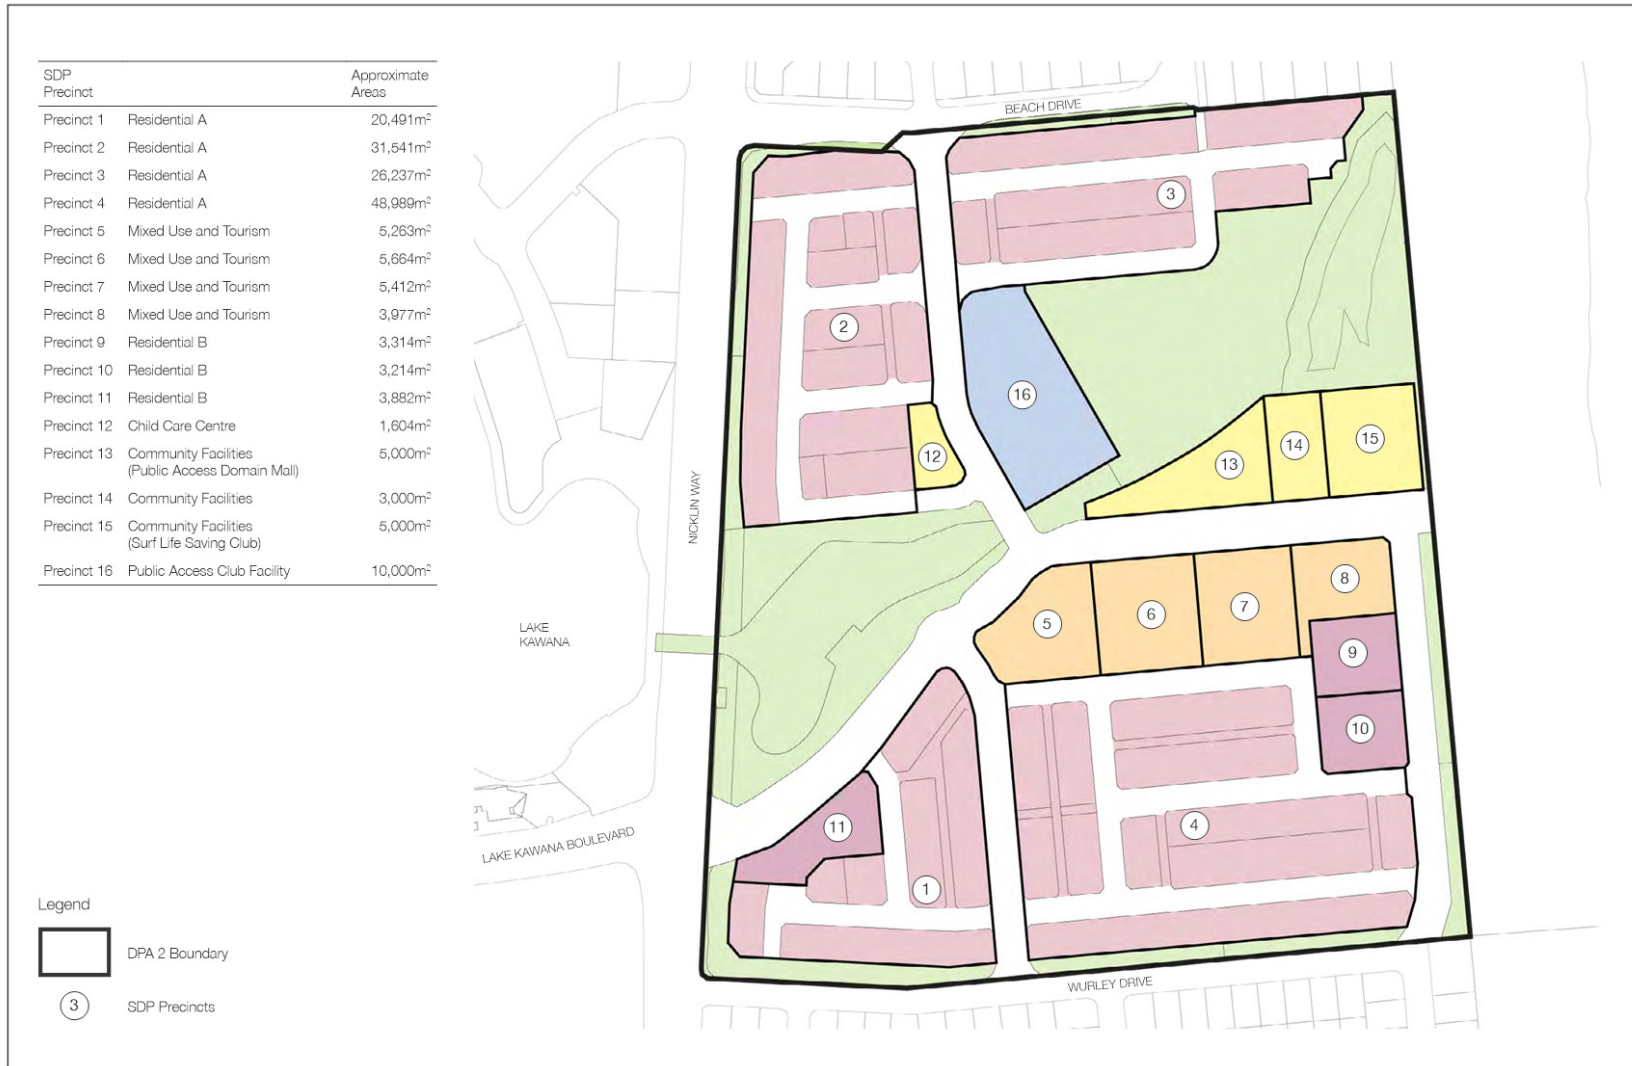 SDP Approximate
Precinct Areas
Precinct 1 Residential A 20,491m²
Precinct 2 Residential A 31,541m²
Precinct 3 Residential A 26,237m²
Precinct 4 Residential A 48,989m²
Precinct 5 Mixed Use and Tourism 5,263m²
Precinct 6 Mixed Use and Tourism 5,664m²
Precinct 7 Mixed Use and Tourism 5,412m²
Precinct 8 Mixed Use and Tourism 3,977m²
Precinct 9 Residential B 3,314m²
Precinct 10 Residential B 3,214m²
Precinct 11 Residential B 3,882m²
Precinct 12 Child Care Centre 1,604m²
Precinct 13 Community Facilities 5,000m²
(Public Access Domain Mall)
Precinct 14 Community Facilities 3,000m²
Precinct 15 Community Facilities 5,000m²
(Surf Life Saving Club)
Precinct 16 Public Access Club Facility 10,000m²
Legend
DPA 2 Boundary
3 SDP Precincts
BEACH DRIVE
3
2
16
12
13
14
15
NICKLIN WAY
5
6
7
8
9
10
LAKE
KAWANA
LAKE KAWANA BOULEVARD
11
1
4
WURLEY DRIVE